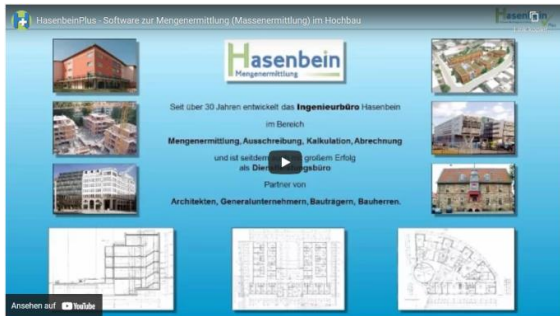 HasenbeinPlus - Software zur Mengenermittlung (Massenermittlung) im Hochbau
Hasenbein
Hasenbein
Mengenermittlung
Seit über 30 Jahren entwickelt das Ingenieurbüro Hasenbein
im Bereich
Mengenermittlung, Ausschreibung, Kalkulation, Abrechnung
und ist seitdem mit großem Erfolg
als
Partner von
Architekten, Generalunternehmern, Bauträgern, Bauherren.
Ansehen auf YouTube